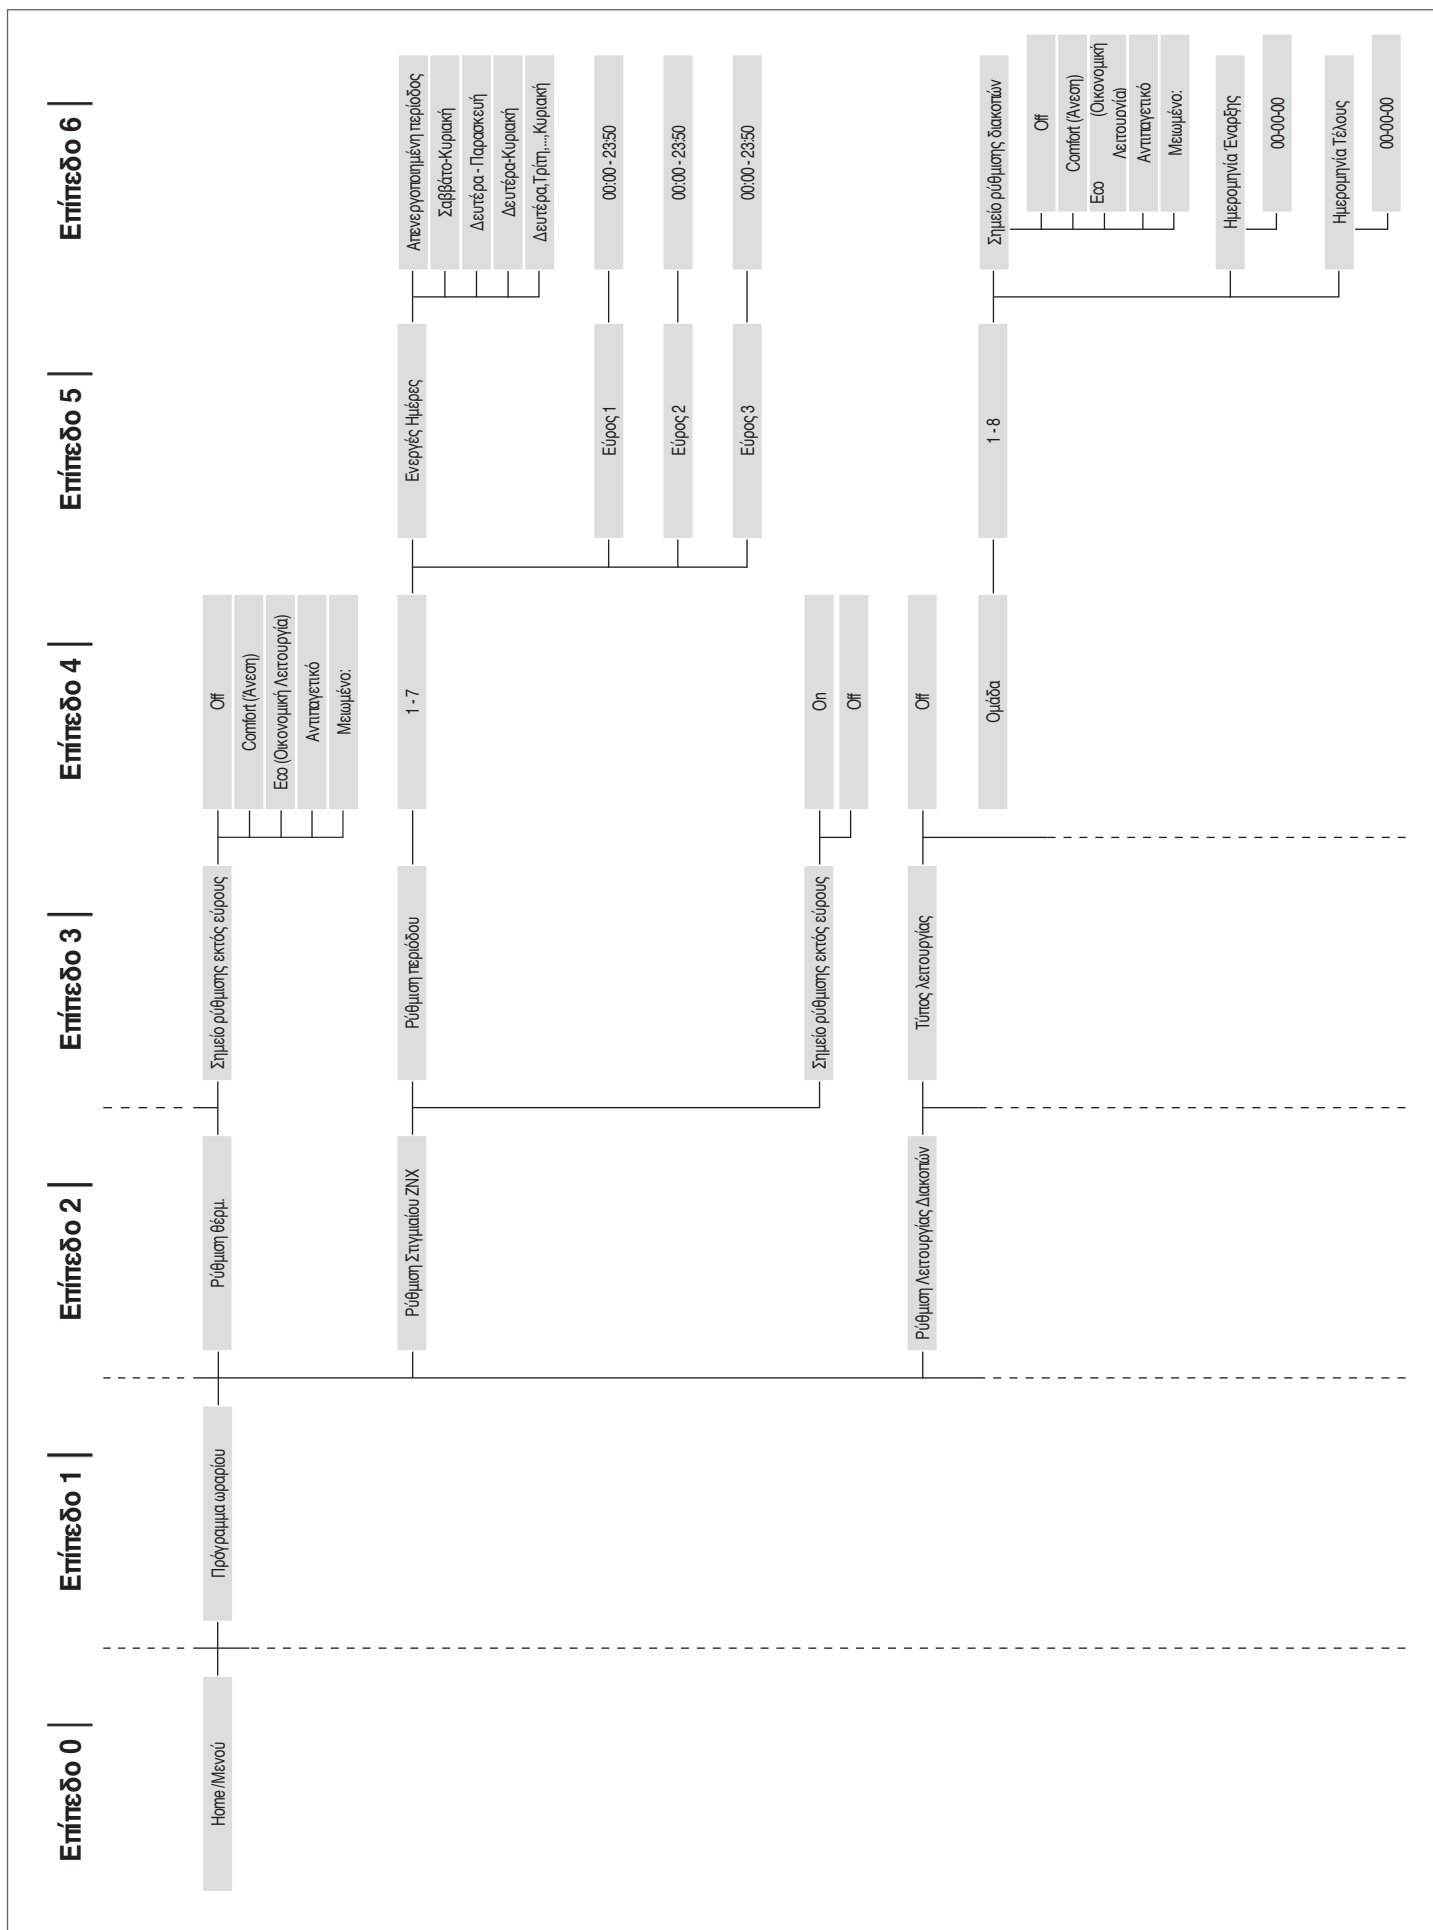 Επίπεδο 0
Επίπεδο 1
Επίπεδο 2
Επίπεδο 3
Επίπεδο 4
Επίπεδο 5
Επίπεδο 6
Home /Μενού
Πρόγραμμα ωραρίου
Ρύθμιση θέρμ.
Σημείο ρύθμισης εκτός εύρους
Off
Comfort (Άνεση)
Eco (Οικονομική Λειτουργία)
Αντιπαγετικό
Μειωμένο:
Ρύθμιση Στιγμιαίου ΖΝΧ
Ρύθμιση περιόδου
1 - 7
Ενεργές Ημέρες
Απενεργοποιημένη περίοδος
Σαββάτο-Κυριακή
Δευτέρα - Παρασκευή
Δευτέρα-Κυριακή
Δευτέρα,Τρίτη,...,Κυριακή
Εύρος 1
00:00 - 23:50
Εύρος 2
00:00 - 23:50
Εύρος 3
00:00 - 23:50
Σημείο ρύθμισης εκτός εύρους
On
Off
Ρύθμιση Λειτουργίας Διακοπών
Τύπος λειτουργίας
Off
Ομάδα
1 - 8
Σημείο ρύθμισης διακοπών
Off
Comfort (Άνεση)
Eco (Οικονομική
Λειτουργία)
Αντιπαγετικό
Μειωμένο:
Ημερομηνία Έναρξης
00-00-00
Ημερομηνία Τέλους
00-00-00